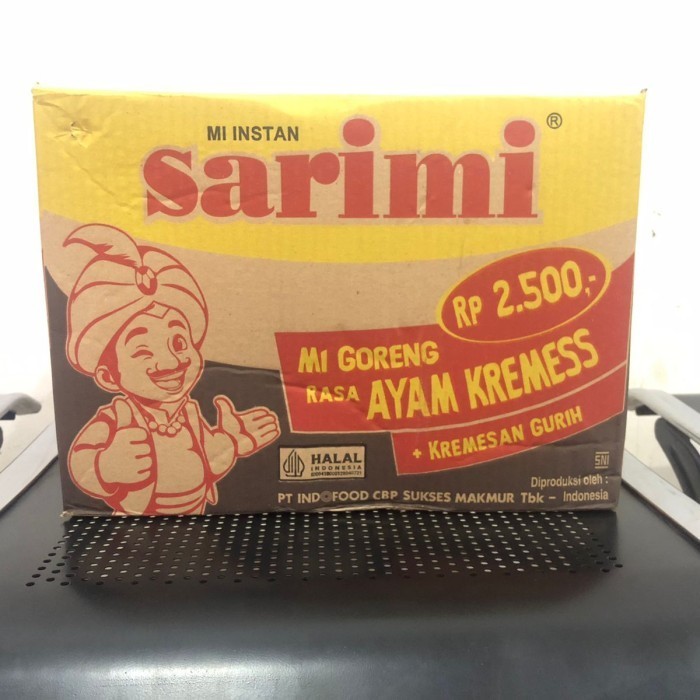 MI INSTAN
sarimi®
RP 2.500,-
MI GORENG
RASA AYAM KREMESS
+ KREMESAN GURIH
HALAL
INDONESIA
SNI
Diproduksi oleh :
PT INDOFOOD CBP SUKSES MAKMUR Tbk – Indonesia